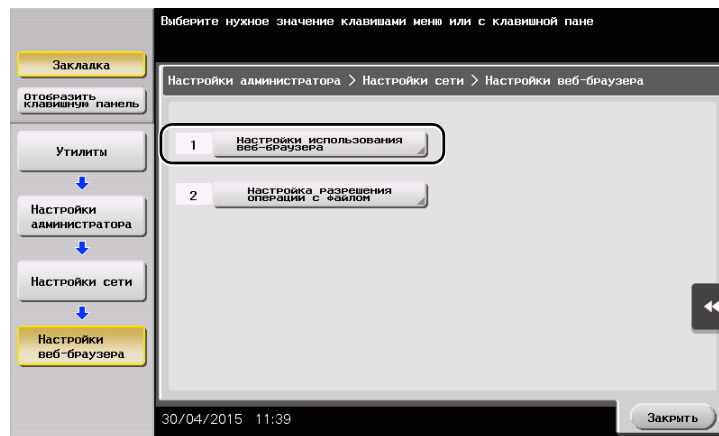 Выберите нужное значение клавишами меню или с клавишной пане
Закладка
Отобразить
клавишную панель
Утилиты
Настройки
администратора
Настройки сети
Настройки
веб-браузера
Настройки администратора > Настройки сети > Настройки веб-браузера
1 Настройки использования
веб-браузера
2 Настройка разрешения
операции с файлом
30/04/2015 11:39
Закрыть